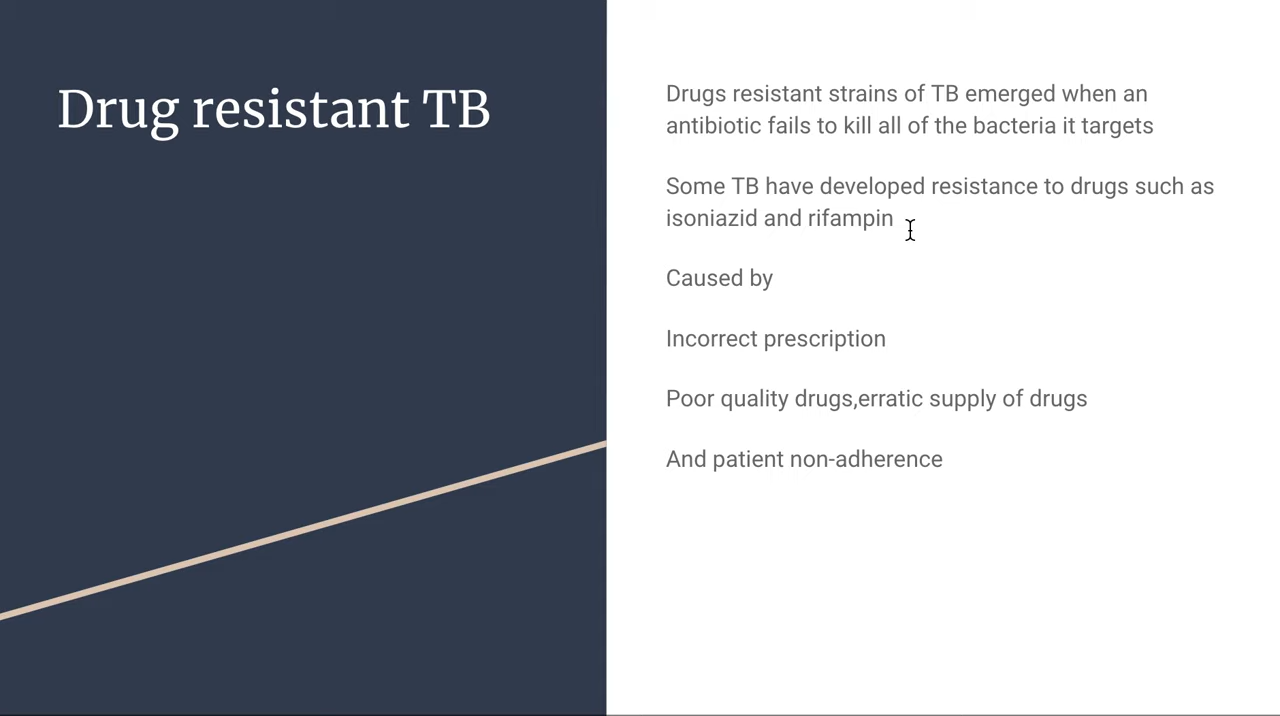 Drug resistant TB
Drugs resistant strains of TB emerged when an
antibiotic fails to kill all of the bacteria it targets
Some TB have developed resistance to drugs such as
isoniazid and rifampin
Caused by
Incorrect prescription
Poor quality drugs,erratic supply of drugs
And patient non-adherence